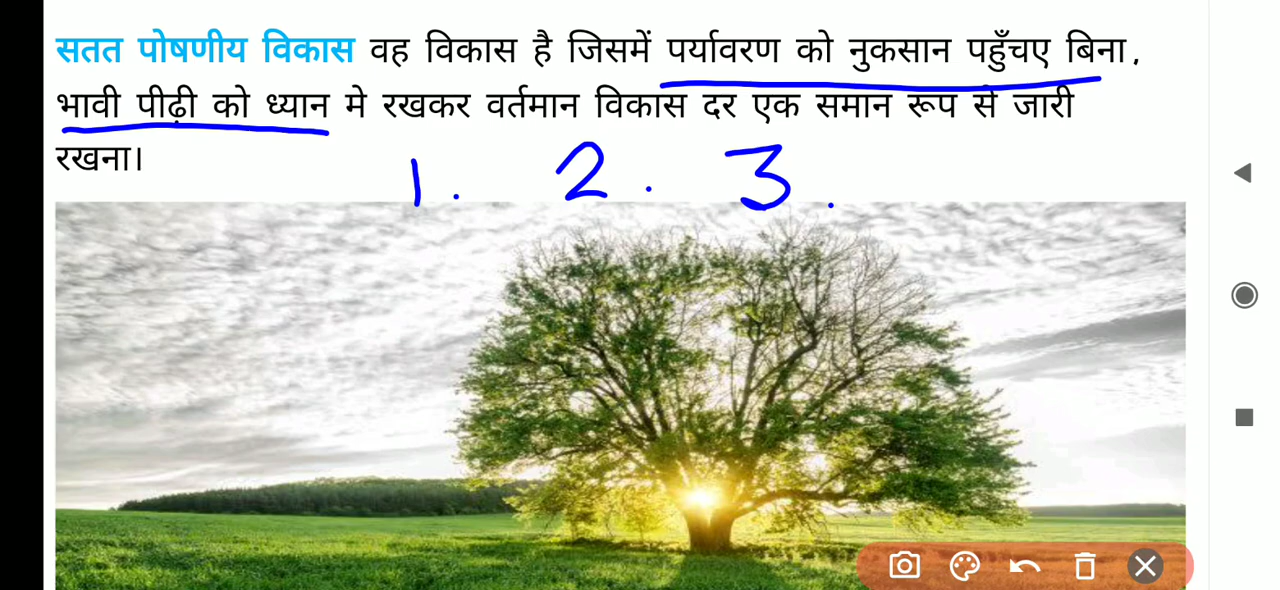 सतत पोषणीय विकास वह विकास है जिसमें पर्यावरण को नुकसान पहुँचए बिना,
भावी पीढ़ी को ध्यान मे रखकर वर्तमान विकास दर एक समान रूप से जारी
रखना।
1. 2. 3.